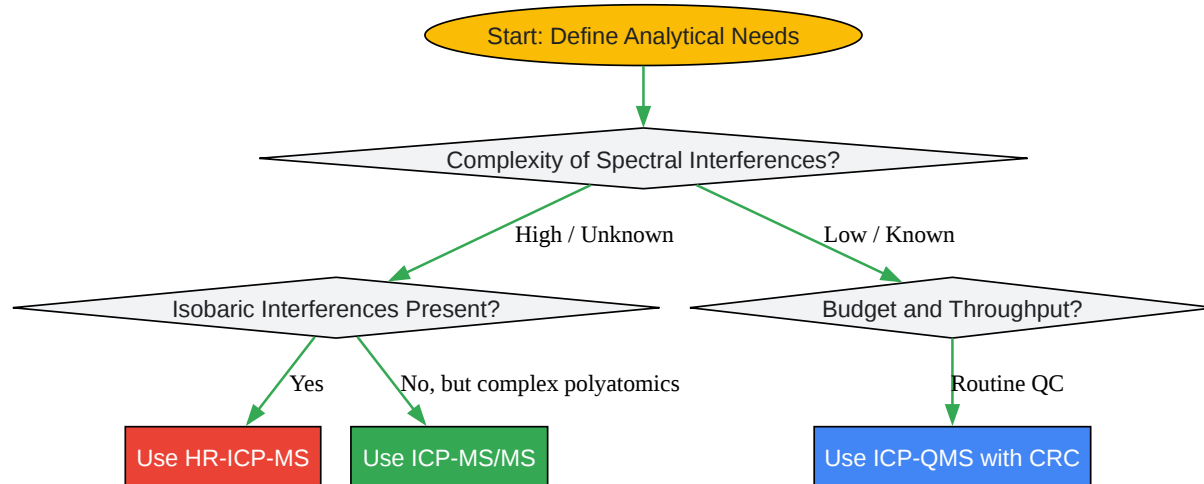 Start: Define Analytical Needs
Complexity of Spectral Interferences?
High / Unknown
Low / Known
Isobaric Interferences Present?
Budget and Throughput?
Yes
No, but complex polyatomics
Routine QC
Use HR-ICP-MS
Use ICP-MS/MS
Use ICP-QMS with CRC